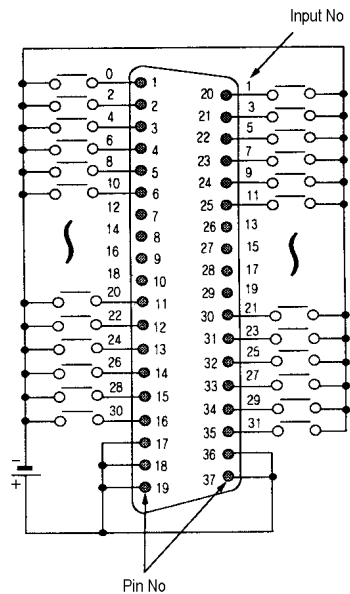 Input No
0 1 20 1
2 2 21 3
4 3 22 5
6 4 23 7
8 5 24 9
10 6 25 11
12 7 26 13
14 8 27 15
16 9 28 17
18 10 29 19
20 11 30 21
22 12 31 23
24 13 32 25
26 14 33 27
28 15 34 29
30 16 35 31
17 36
18 37
19
−
+
Pin No